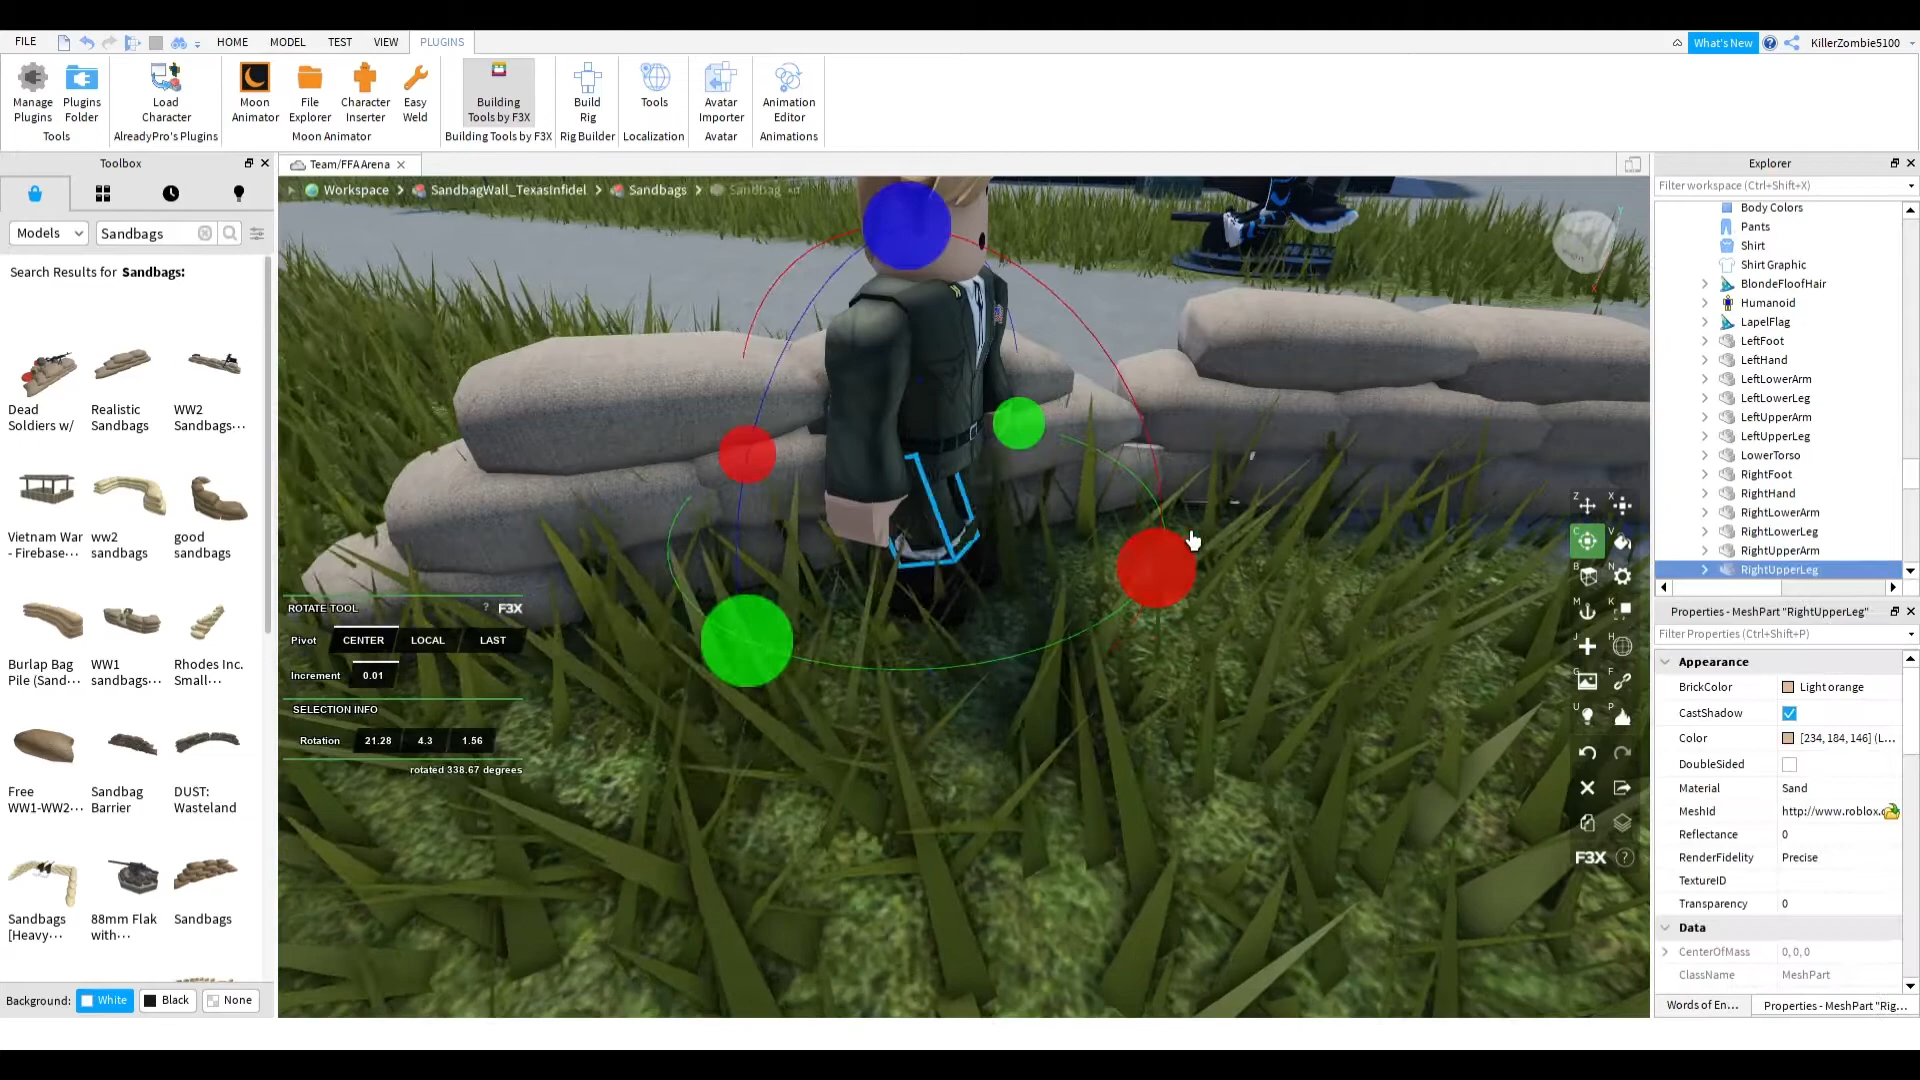 FILE
HOME
MODEL
TEST
VIEW
PLUGINS
What's New
KillerZombie5100
Manage Plugins
Plugins Folder
Load Character
Moon Animator
File Explorer
Character Inserter
Easy Weld
Building Tools by F3X
Build Rig
Tools
Avatar Importer
Animation Editor
Tools
AlreadyPro's Plugins
Moon Animator
Building Tools by F3X
Rig Builder
Localization
Avatar
Animations
Toolbox
Models
Sandbags
Search Results for Sandbags:
Dead Soldiers w/
Realistic Sandbags
WW2 Sandbags···
Vietnam War - Firebase···
ww2 sandbags
good sandbags
Burlap Bag Pile (Sand···
WW1 sandbags···
Rhodes Inc. Small···
Free WW1-WW2···
Sandbag Barrier
DUST: Wasteland
Sandbags [Heavy···
88mm Flak with···
Sandbags
Background:
White
Black
None
Team/FFA Arena
Workspace
SandbagWall_TexasInfidel
Sandbags
Sandbag
Alt
Right
Y
X
ROTATE TOOL
? F3X
Pivot CENTER LOCAL LAST
Increment 0.01
SELECTION INFO
Rotation 21.28 4.3 1.56
rotated 338.67 degrees
Z X
C V
B N
M K
J H
G F
U P
F3X ?
Explorer
Filter workspace (Ctrl+Shift+X)
Body Colors
Pants
Shirt
Shirt Graphic
BlondeFloofHair
Humanoid
LapelFlag
LeftFoot
LeftHand
LeftLowerArm
LeftLowerLeg
LeftUpperArm
LeftUpperLeg
LowerTorso
RightFoot
RightHand
RightLowerArm
RightLowerLeg
RightUpperArm
RightUpperLeg
Properties - MeshPart "RightUpperLeg"
Filter Properties (Ctrl+Shift+P)
Appearance
BrickColor Light orange
CastShadow
Color [234, 184, 146] (L...
DoubleSided
Material Sand
MeshId http://www.roblox.
Reflectance 0
RenderFidelity Precise
TextureID
Transparency 0
Data
CenterOfMass 0, 0, 0
ClassName MeshPart
Words of En...
Properties - MeshPart "Rig...